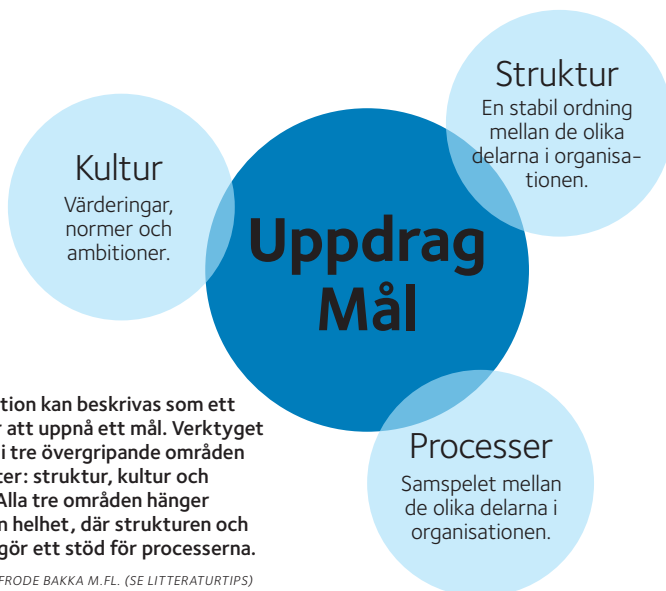 Struktur
En stabil ordning
mellan de olika
delarna i organisa-
tionen.
Kultur
Värderingar,
normer och
ambitioner.
Uppdrag
Mål
tion kan beskrivas som ett
att uppnå ett mål. Verktyget
i tre övergripande områden
er: struktur, kultur och
Alla tre områden hänger
n helhet, där strukturen och
gör ett stöd för processerna.
FRODE BAKKA M.FL. (SE LITTERATURTIPS)
Processer
Samspelet mellan
de olika delarna i
organisationen.